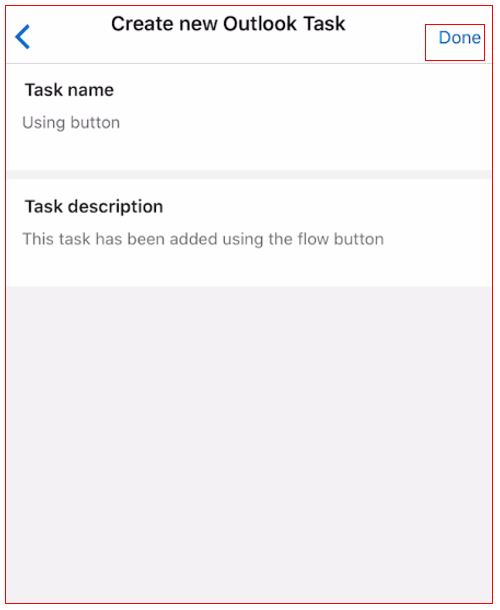 Create new Outlook Task
Done
Task name
Using button
Task description
This task has been added using the flow button